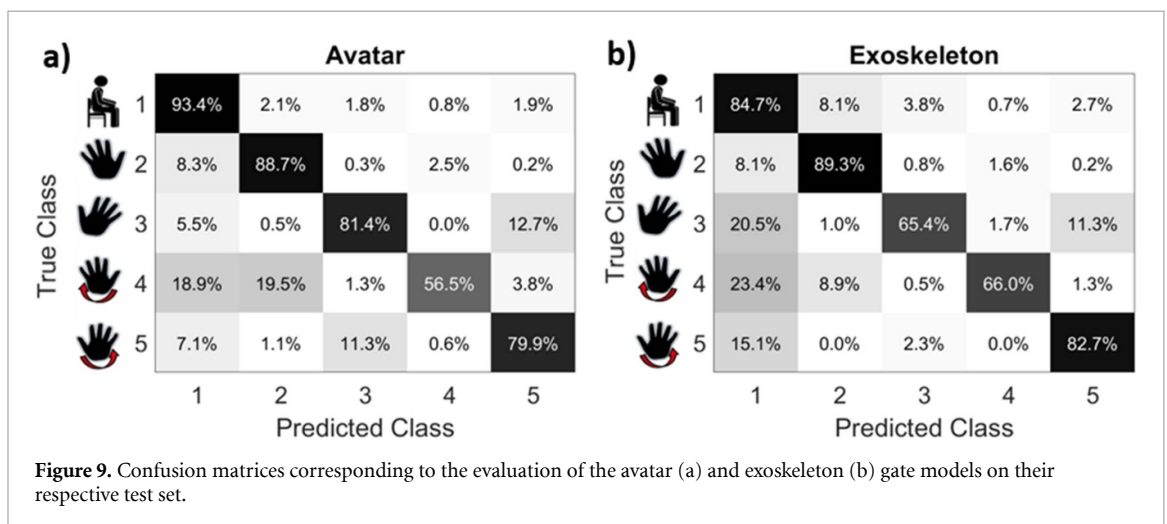 a)
Avatar
True Class
1 93.4% 2.1% 1.8% 0.8% 1.9%
2 8.3% 88.7% 0.3% 2.5% 0.2%
3 5.5% 0.5% 81.4% 0.0% 12.7%
4 18.9% 19.5% 1.3% 56.5% 3.8%
5 7.1% 1.1% 11.3% 0.6% 79.9%
1 2 3 4 5
Predicted Class
b)
Exoskeleton
True Class
1 84.7% 8.1% 3.8% 0.7% 2.7%
2 8.1% 89.3% 0.8% 1.6% 0.2%
3 20.5% 1.0% 65.4% 1.7% 11.3%
4 23.4% 8.9% 0.5% 66.0% 1.3%
5 15.1% 0.0% 2.3% 0.0% 82.7%
1 2 3 4 5
Predicted Class
Figure 9. Confusion matrices corresponding to the evaluation of the avatar (a) and exoskeleton (b) gate models on their
respective test set.